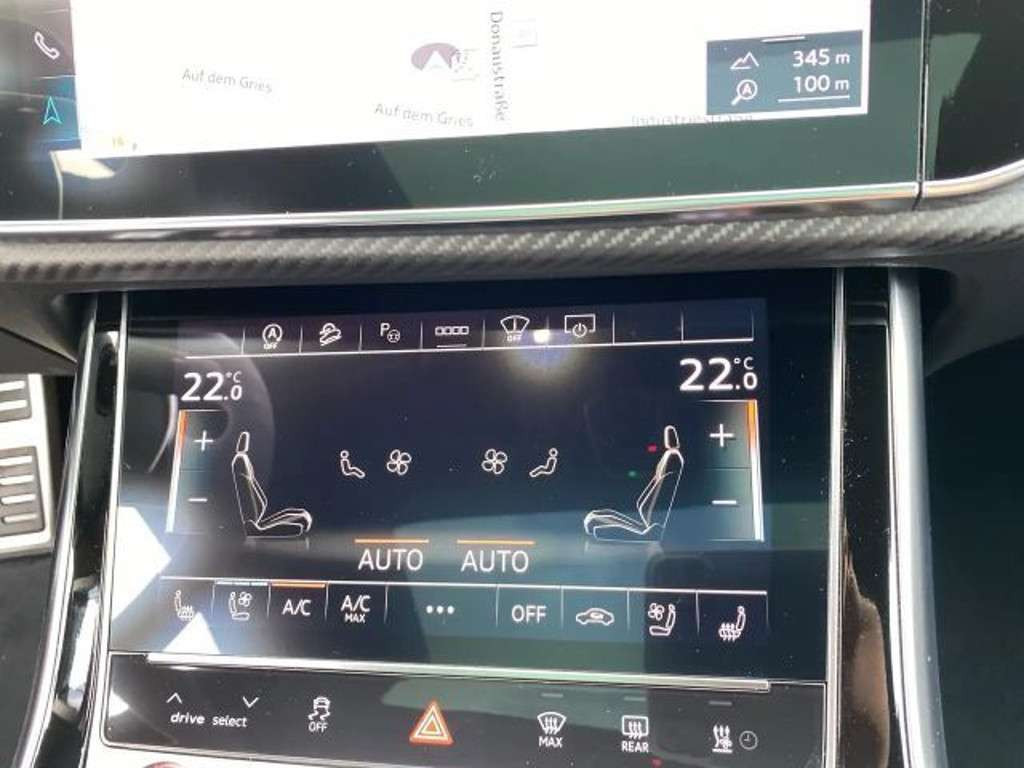 Donaustraße
345 m
100 m
Auf dem Gries
Auf dem Gries
A
OFF
P
OFF
22.0 °C
22.0 °C
+
+
−
−
AUTO
AUTO
A/C
A/C
MAX
•••
OFF
drive select
OFF
MAX
REAR